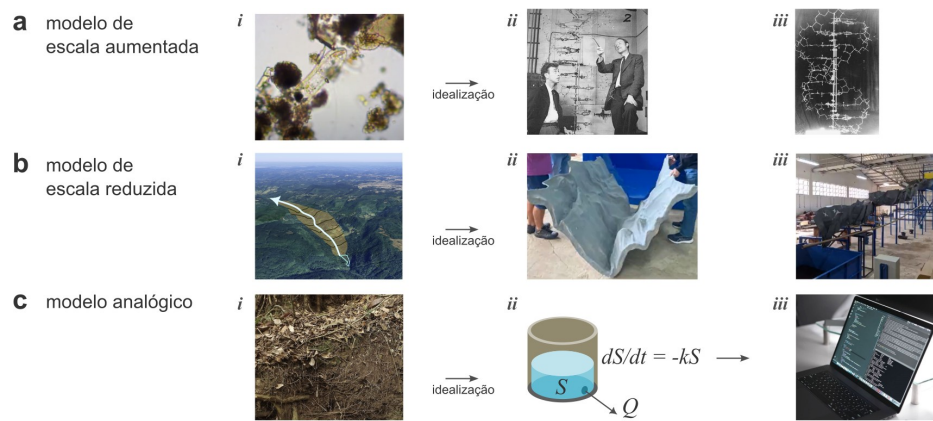 a modelo de
escala aumentada
i
idealização
ii
2
iii
b modelo de
escala reduzida
i
idealização
ii
iii
c modelo analógico
i
idealização
ii
S
Q
dS/dt = -kS
iii